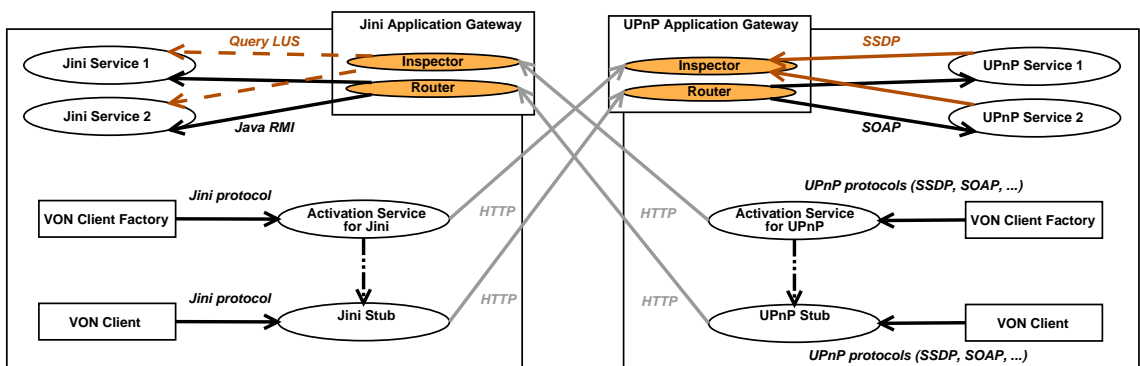 Jini Application Gateway
UPnP Application Gateway
Query LUS
SSDP
Jini Service 1
Inspector
Inspector
UPnP Service 1
Router
Router
Jini Service 2
UPnP Service 2
Java RMI
SOAP
Jini protocol
UPnP protocols (SSDP, SOAP, ...)
VON Client Factory
Activation Service
for Jini
HTTP
HTTP
Activation Service
for UPnP
VON Client Factory
Jini protocol
HTTP
HTTP
VON Client
Jini Stub
UPnP Stub
VON Client
UPnP protocols (SSDP, SOAP, ...)